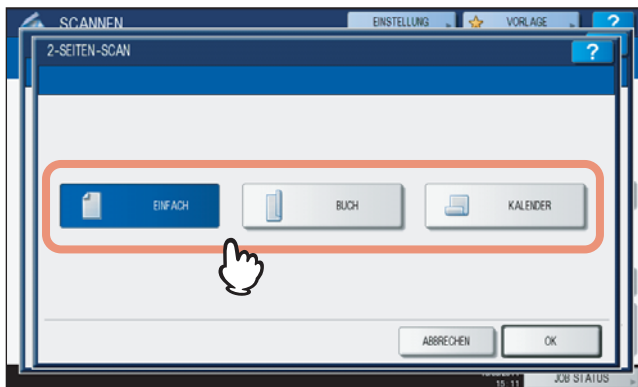 SCANNEN EINSTELLUNG VORLAGE ?
2-SEITEN-SCAN ?
EINFACH BUCH KALENDER
ABBRECHEN OK
15:11 JOB STATUS